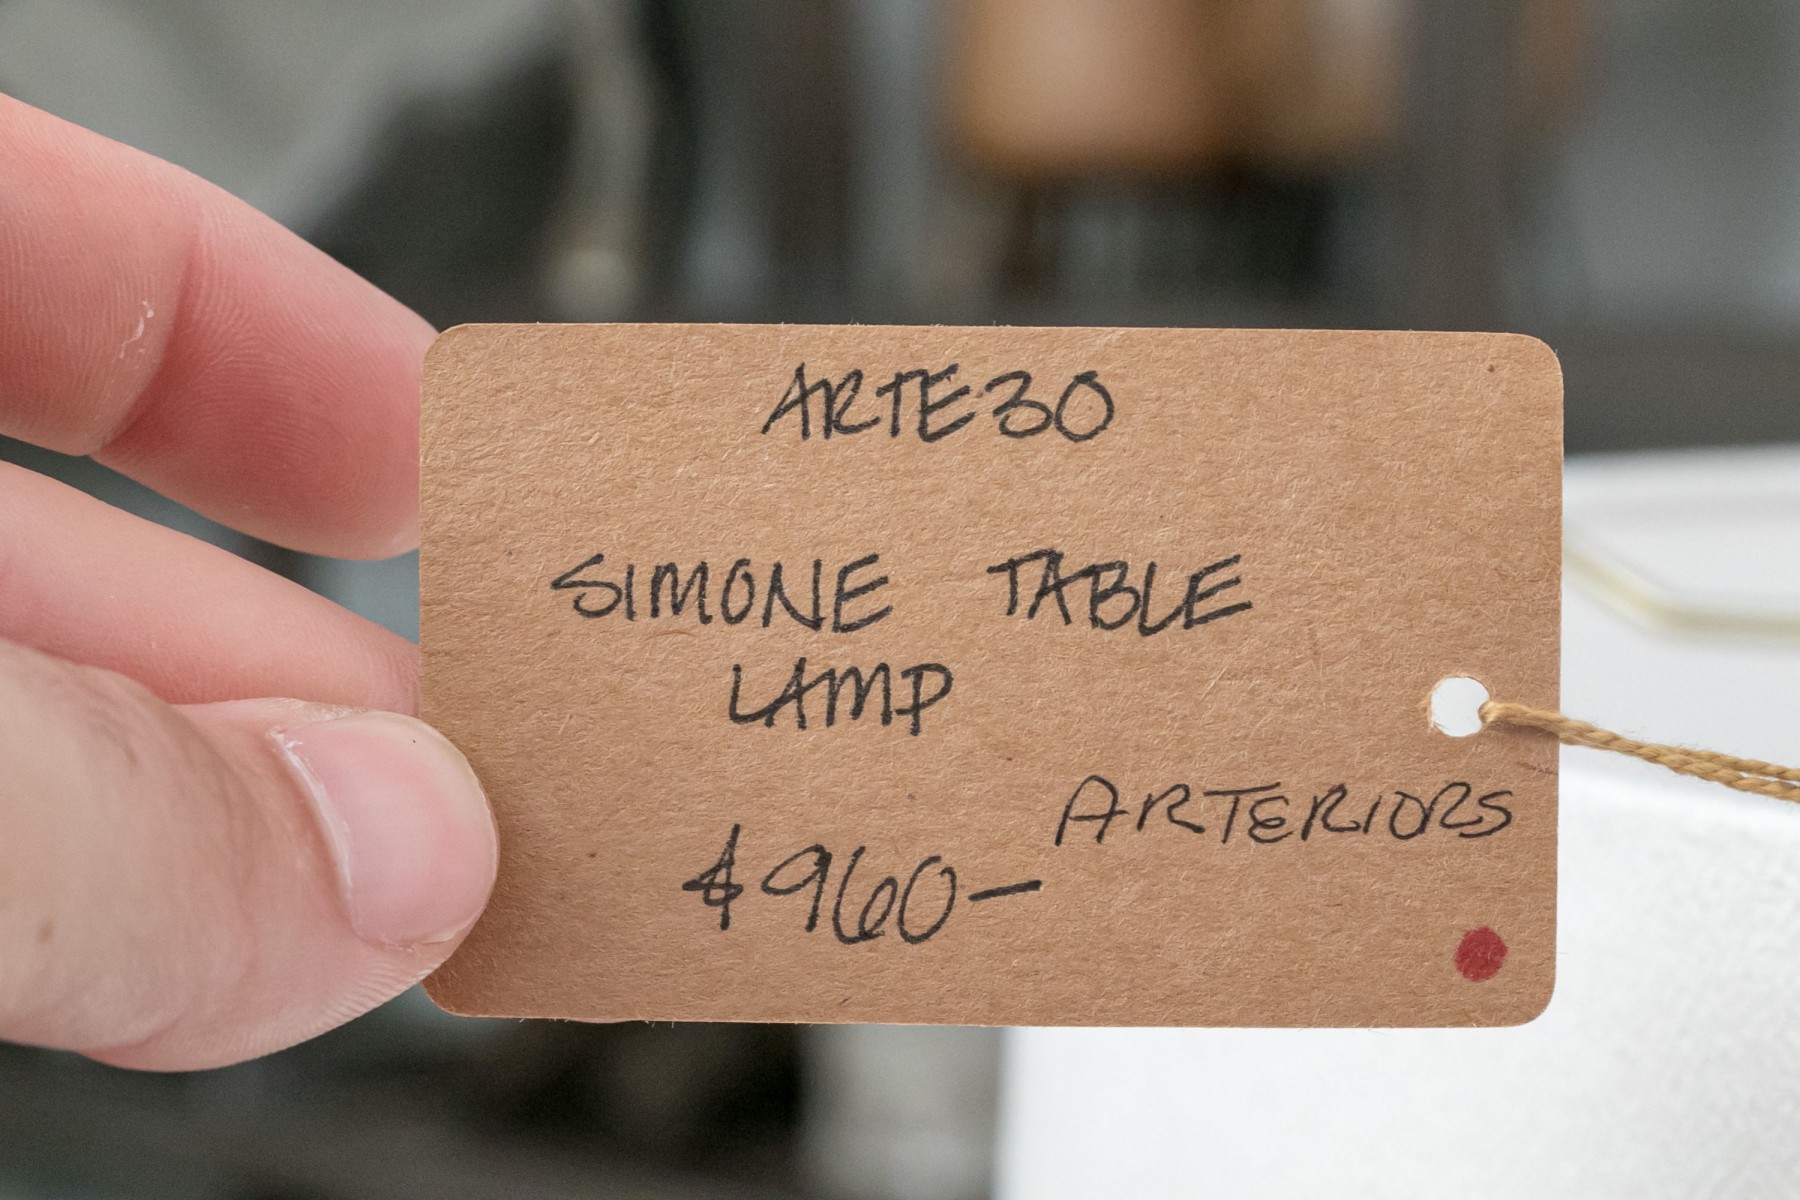 ARTE30
SIMONE TABLE
LAMP
ARTERIORS
$960-